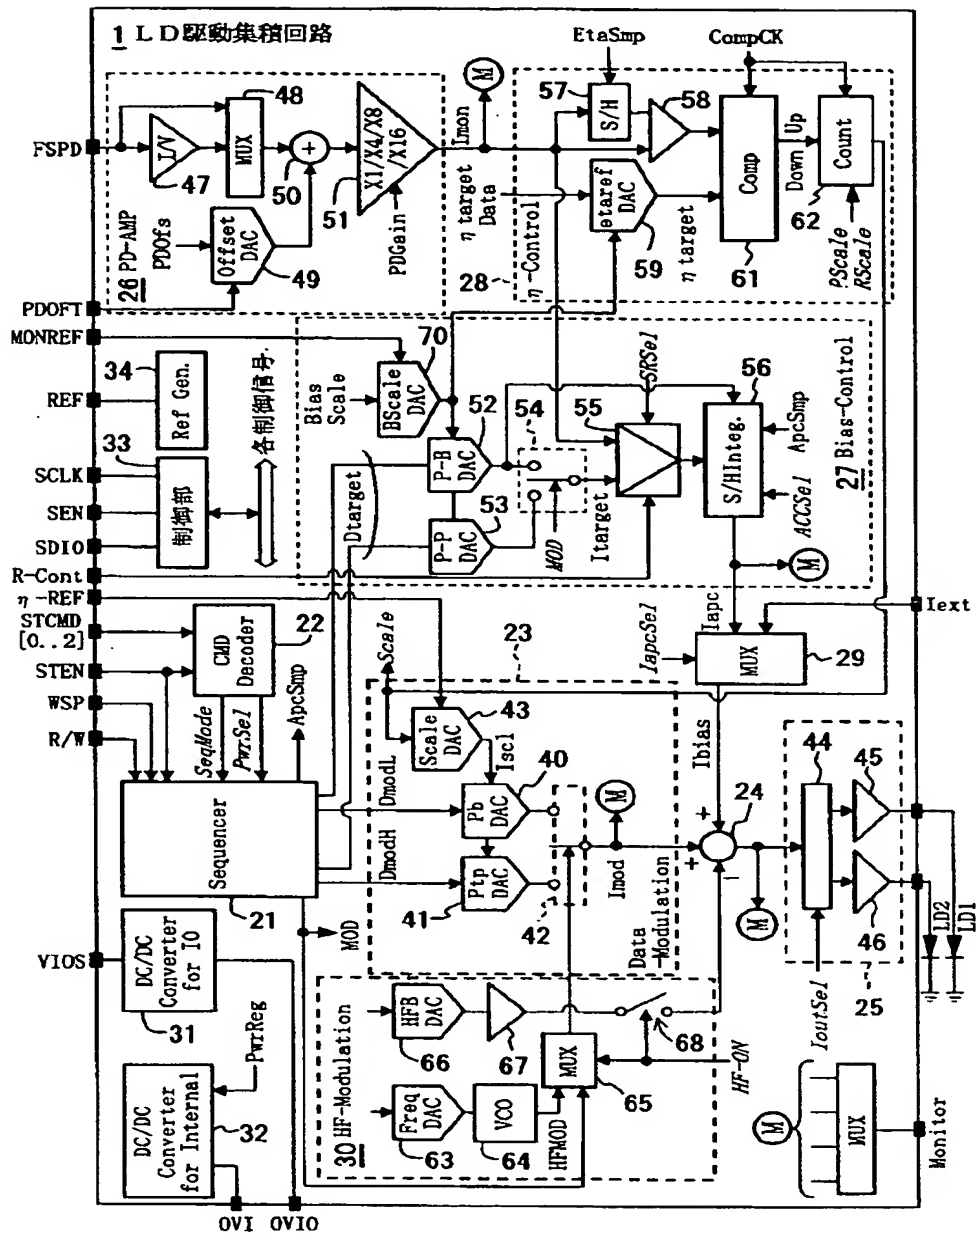 1 LD駆動集積回路
FSPD
PDOFT
MONREF
REF
SCLK
SEN
SDIO
R-Cont
η-REF
STCMD
[0..2]
STEN
WSP
R/W
VIOS
OVI
OVIO
Iext
Monitor
LD2
LD1
26 PD-AMP
I/V
47
MUX
48
+
50
X1/X4/X8
/X16
51
PDGain
PDOfs
Offset
DAC
49
Imon
M
EtaSmp
CompCK
57
S/H
58
η target
Data
etaref
DAC
59
η target
Comp
61
Up
Down
Count
62
PScale
RScale
28
η-Control
34
Ref Gen.
33
制御部
各制御信号
Bias
Scale
BScale
DAC
70
P-B
DAC
52
P-P
DAC
53
Dtarget
54
MOD
Itarget
55
SRSel
S/HInteg.
56
ApcSmp
ACCSel
27 Bias-Control
M
Iapc
IapcSel
MUX
29
Ibias
CMD
Decoder
22
SeqMode
PwrSel
ApcSmp
Sequencer
21
DmodL
DmodH
MOD
23
Scale
Scale
DAC
43
Iscl
Pb
DAC
40
Ptp
DAC
41
42
M
Imod
Data
-Modulation
+
+
−
24
M
44
45
46
25
IoutSel
DC/DC
Converter
for IO
31
DC/DC
Converter
for Internal
32
PwrReg
30 HF-Modulation
HFB
DAC
66
67
68
Freq
DAC
63
VCO
64
HFMOD
MUX
65
HF-ON
M
MUX